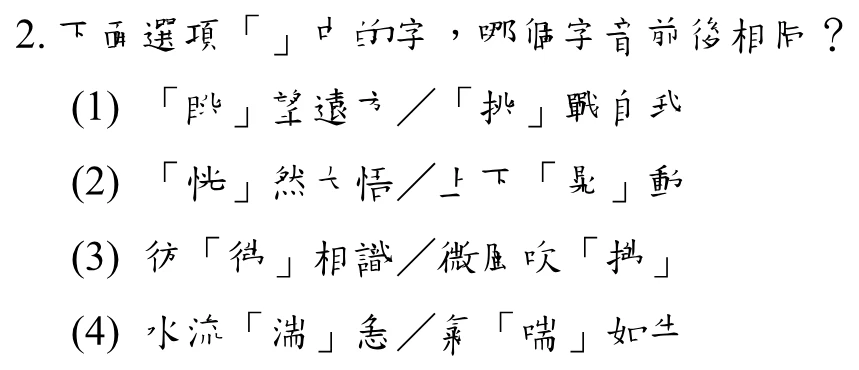 2. 下面選項「」中的字，哪個字音前後相同？
(1) 「眺」望遠方／「挑」戰自我
(2) 「恍」然大悟／上下「晃」動
(3) 彷「彿」相識／微風吹「拂」
(4) 水流「湍」急／氣「喘」如牛